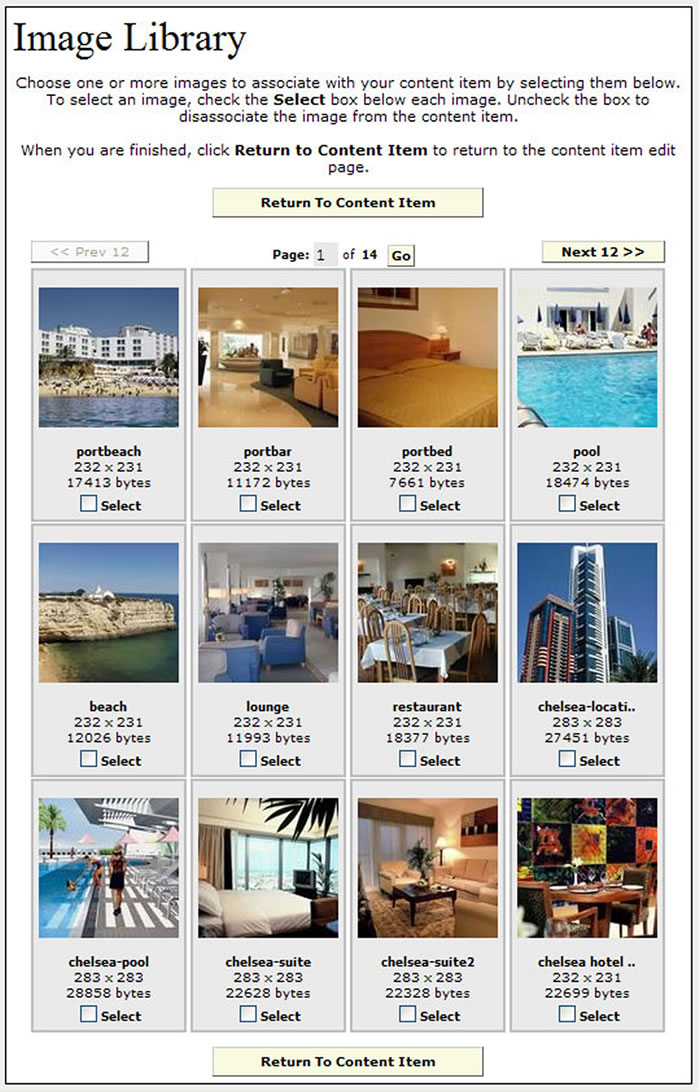 Image Library
Choose one or more images to associate with your content item by selecting them below.
To select an image, check the Select box below each image. Uncheck the box to
disassociate the image from the content item.
When you are finished, click Return to Content Item to return to the content item edit
page.
Return To Content Item
<< Prev 12 Page: 1 of 14 Go Next 12 >>
portbeach portbar portbed pool
232 x 231 232 x 231 232 x 231 232 x 231
17413 bytes 11172 bytes 7661 bytes 18474 bytes
Select Select Select Select
beach lounge restaurant chelsea-locati..
232 x 231 232 x 231 232 x 231 283 x 283
12026 bytes 11993 bytes 18377 bytes 27451 bytes
Select Select Select Select
chelsea-pool chelsea-suite chelsea-suite2 chelsea hotel ..
283 x 283 283 x 283 283 x 283 232 x 231
28858 bytes 22628 bytes 22328 bytes 22699 bytes
Select Select Select Select
Return To Content Item